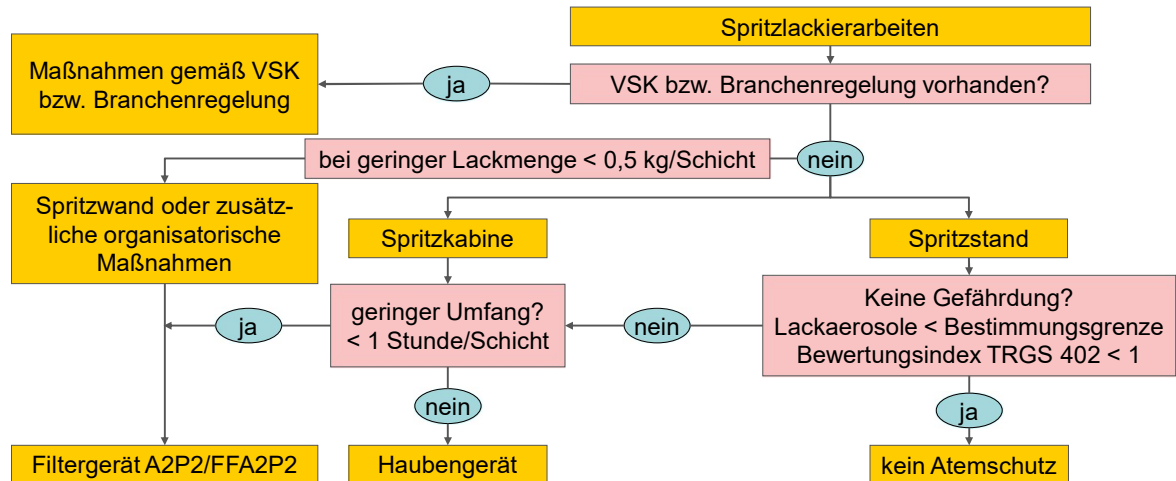 Spritzlackierarbeiten
Maßnahmen gemäß VSK
bzw. Branchenregelung
ja
VSK bzw. Branchenregelung vorhanden?
bei geringer Lackmenge < 0,5 kg/Schicht
nein
Spritzwand oder zusätz-
liche organisatorische
Maßnahmen
Spritzkabine
Spritzstand
geringer Umfang?
< 1 Stunde/Schicht
Keine Gefährdung?
Lackaerosole < Bestimmungsgrenze
Bewertungsindex TRGS 402 < 1
ja
nein
nein
ja
Filtergerät A2P2/FFA2P2
Haubengerät
kein Atemschutz